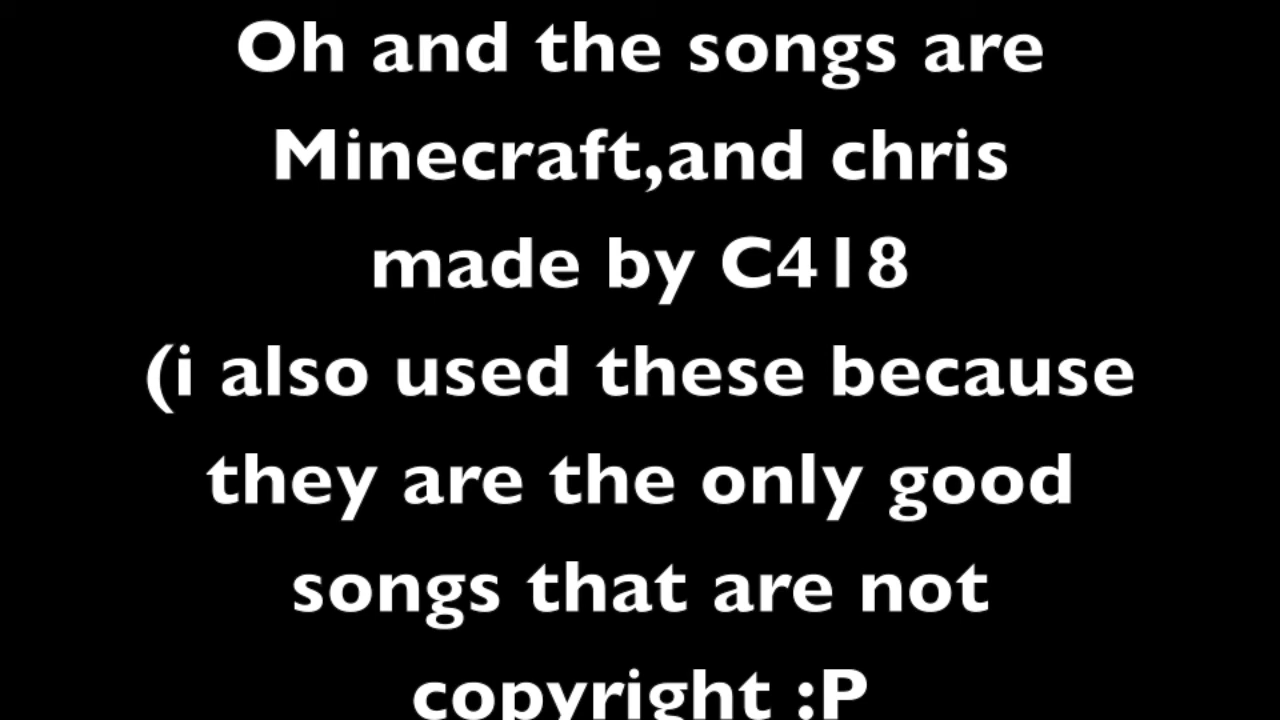 Oh and the songs are
Minecraft,and chris
made by C418
(i also used these because
they are the only good
songs that are not
copyright :P